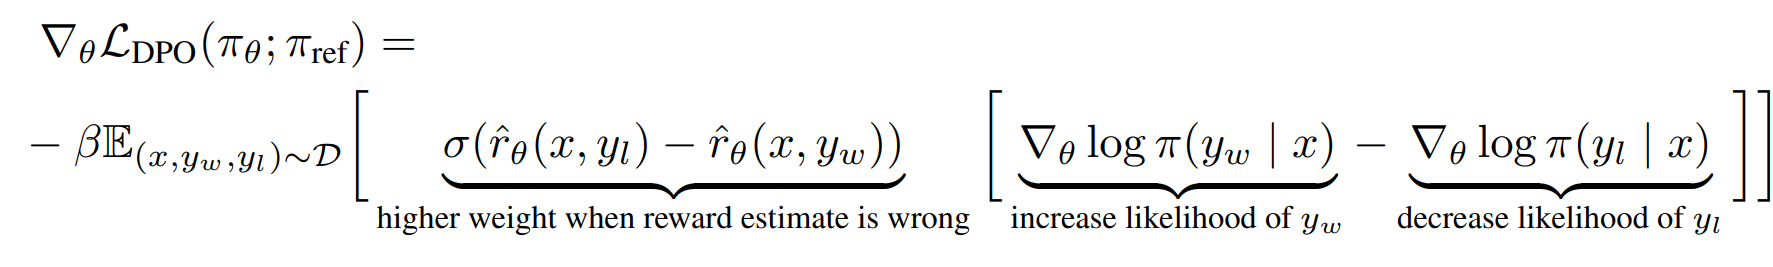 ∇θ ℒDPO(πθ; πref) =
− β𝔼(x,yw,yl)∼𝒟 [ σ(r̂θ(x, yl) − r̂θ(x, yw)) [ ∇θ log π(yw | x) − ∇θ log π(yl | x) ] ]
higher weight when reward estimate is wrong increase likelihood of yw decrease likelihood of yl